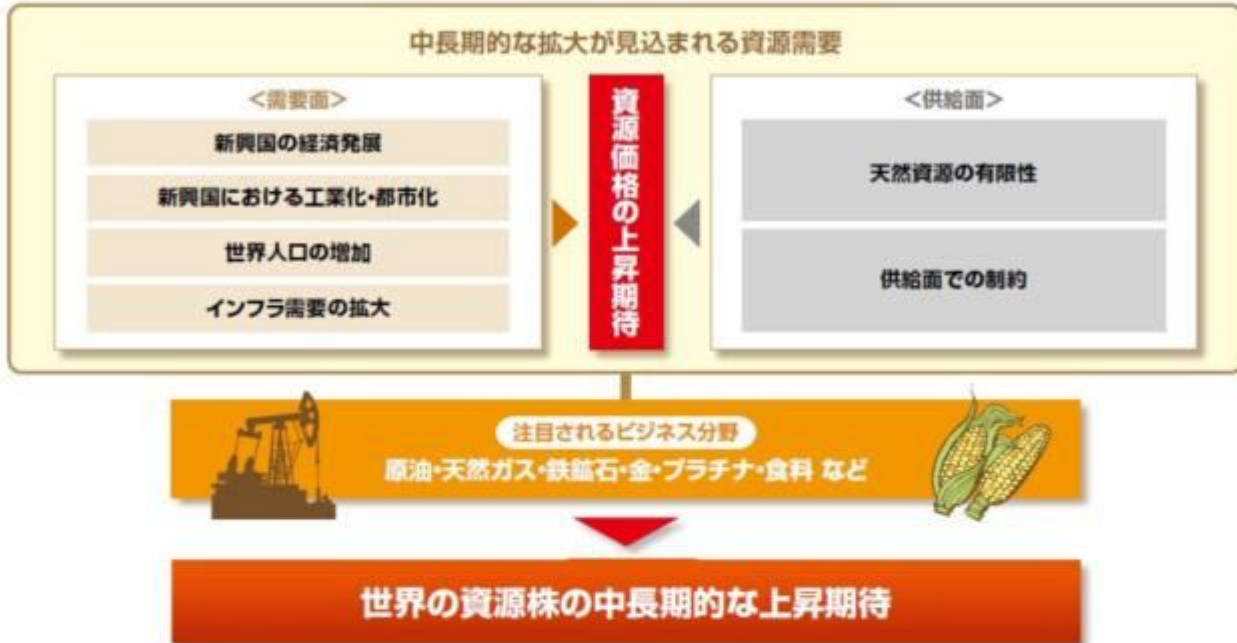 中長期的な拡大が見込まれる資源需要
＜需要面＞
新興国の経済発展
新興国における工業化・都市化
世界人口の増加
インフラ需要の拡大
資源価格の上昇期待
＜供給面＞
天然資源の有限性
供給面での制約
注目されるビジネス分野
原油・天然ガス・鉄鉱石・金・プラチナ・食料 など
世界の資源株の中長期的な上昇期待